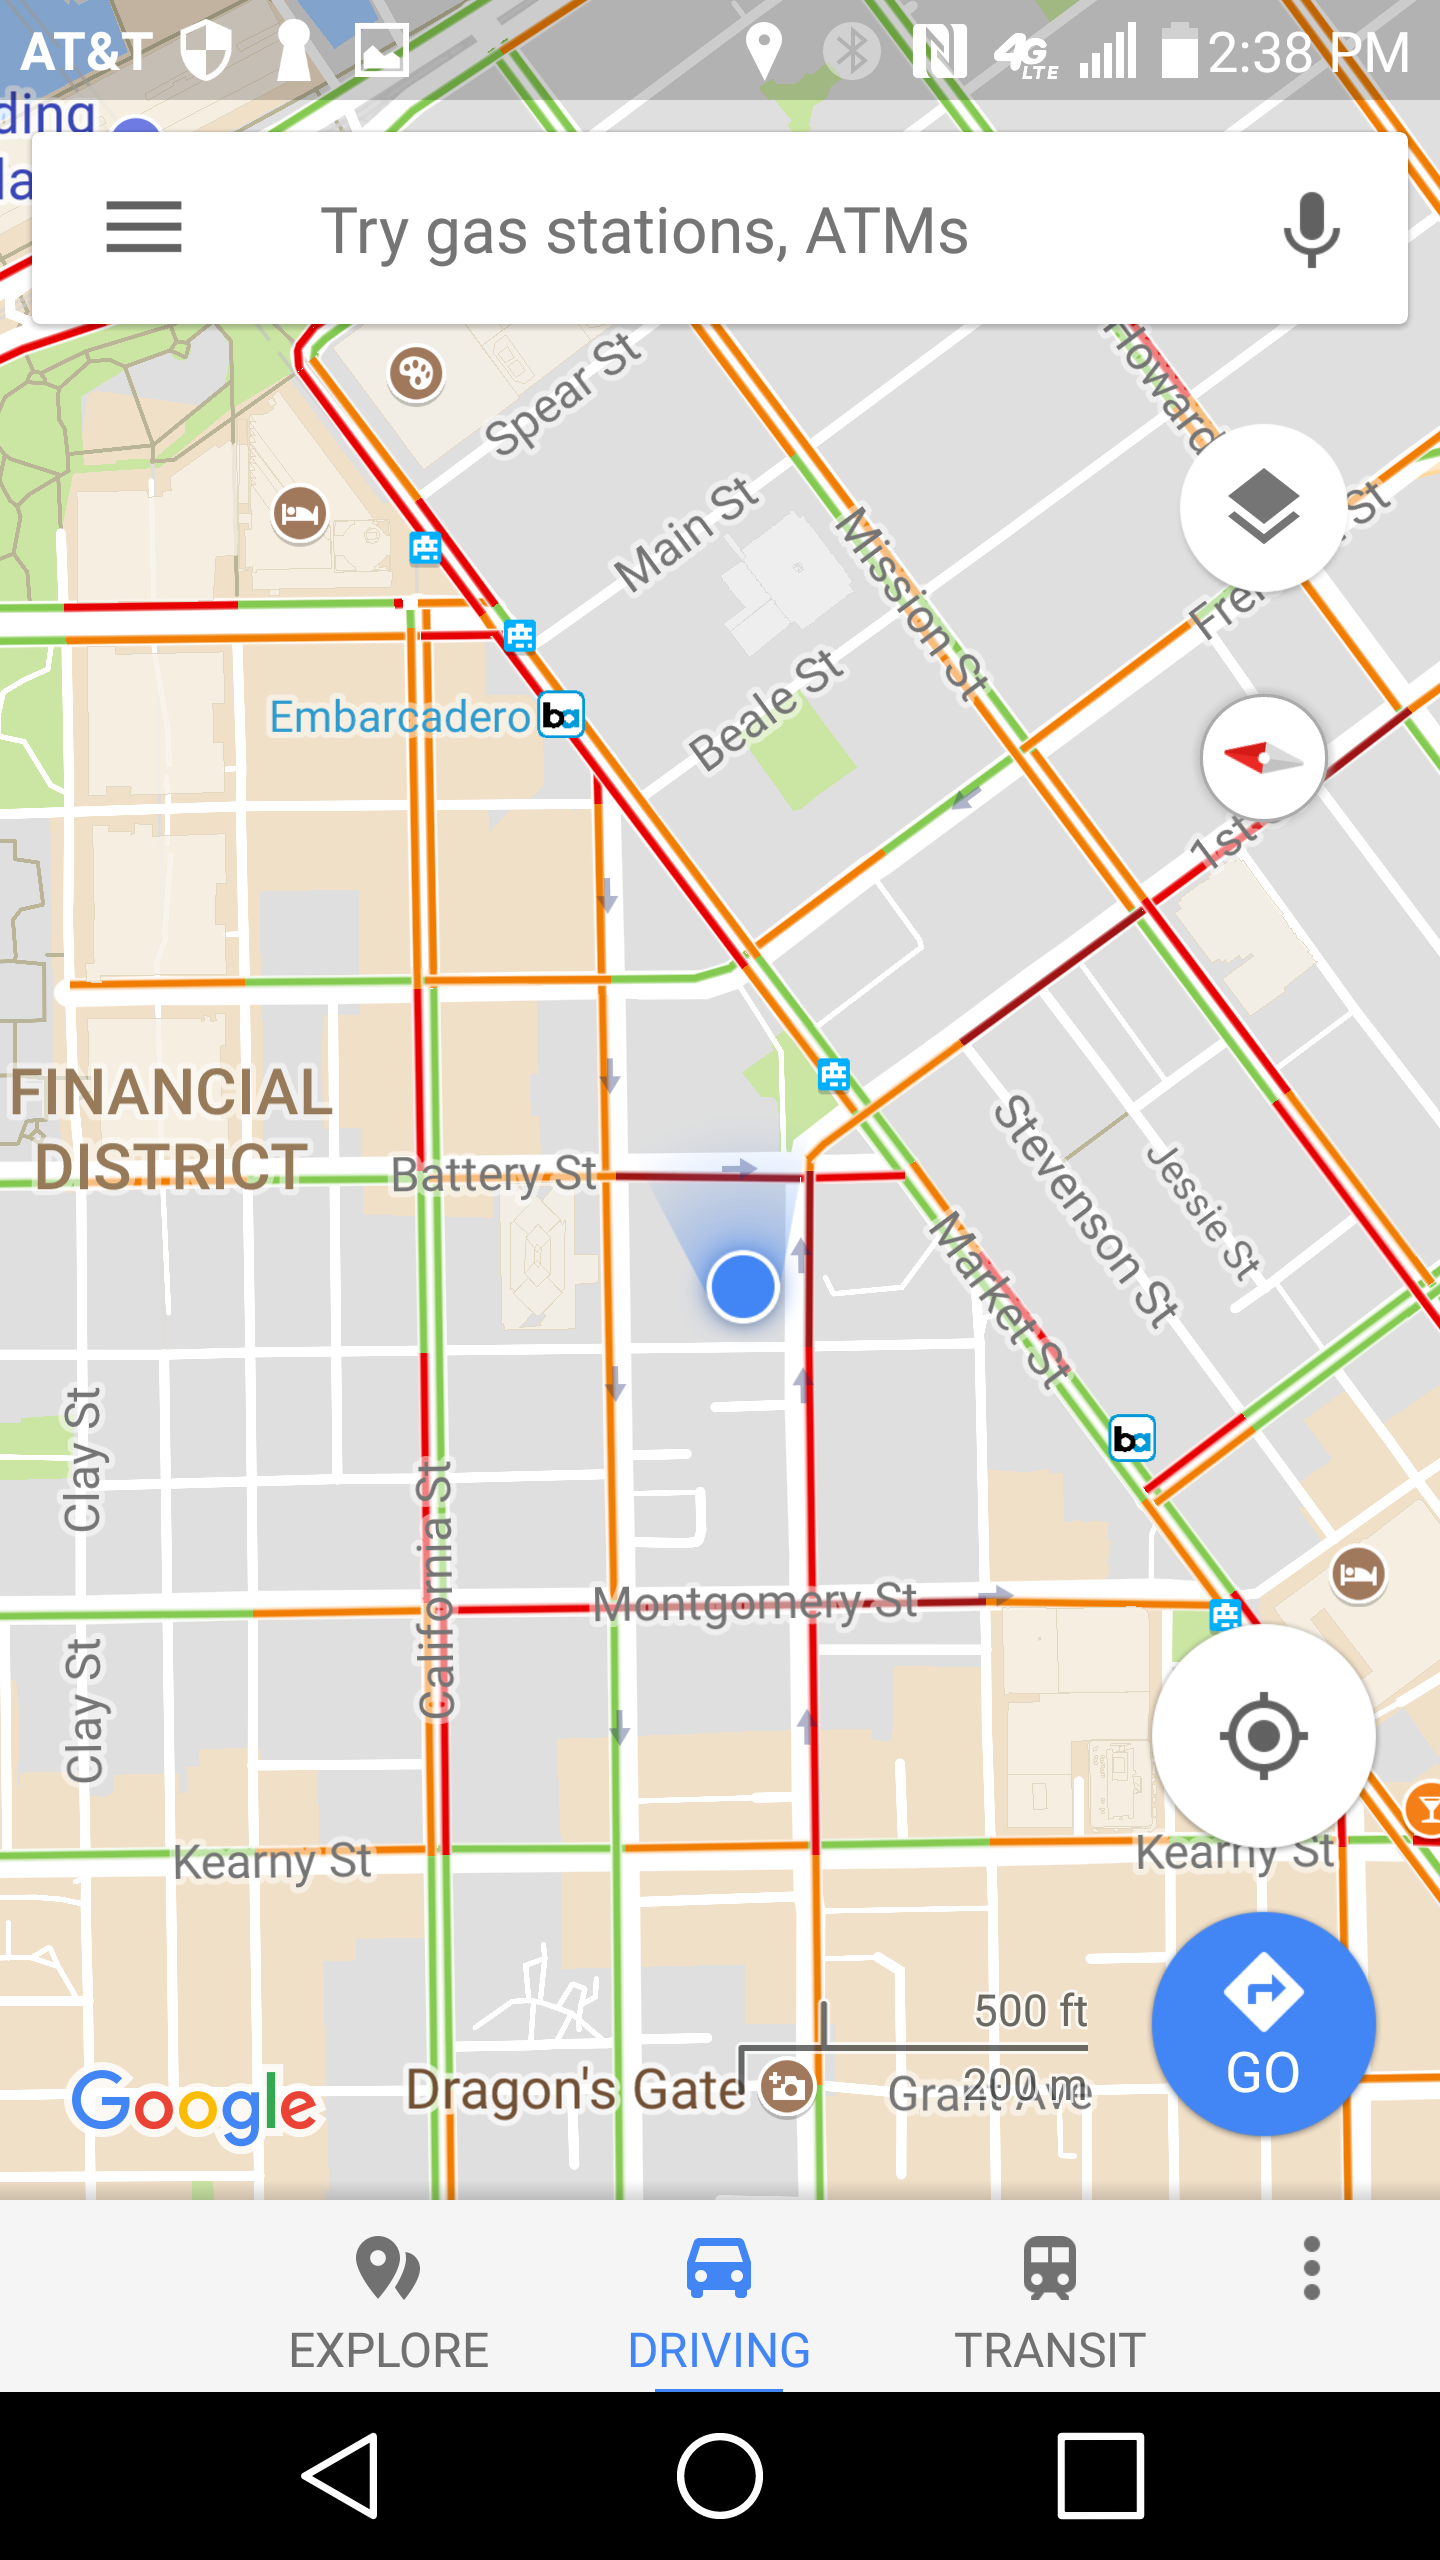 AT&T
4G LTE
2:38 PM
ding
Try gas stations, ATMs
Howard
Spear St
St
Main St
Mission St
Beale St
Embarcadero
ba
1st
FINANCIAL
DISTRICT
Battery St
Stevenson St
Jessie St
Market St
Clay St
ba
California St
Montgomery St
Clay St
Kearny St
Kearny St
500 ft
200 m
GO
Google
Dragon's Gate
Grant Ave
EXPLORE
DRIVING
TRANSIT